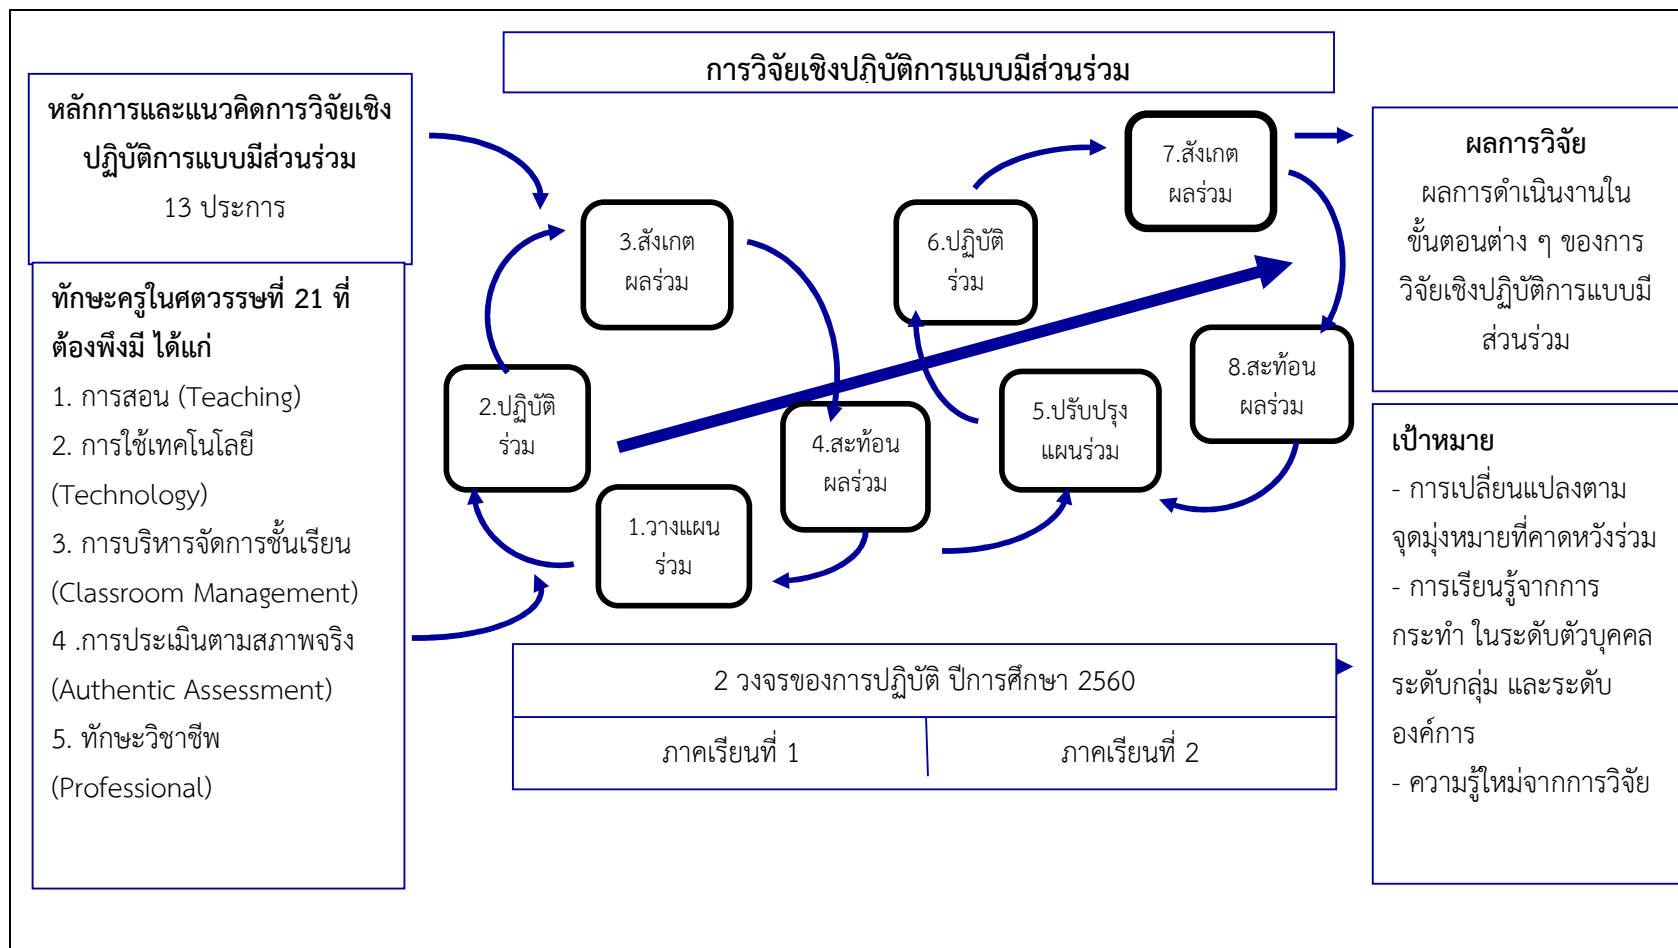 การวิจัยเชิงปฏิบัติการแบบมีส่วนร่วม
หลักการและแนวคิดการวิจัยเชิง
ปฏิบัติการแบบมีส่วนร่วม
13 ประการ
ทักษะครูในศตวรรษที่ 21 ที่
ต้องพึงมี ได้แก่
1. การสอน (Teaching)
2. การใช้เทคโนโลยี
(Technology)
3. การบริหารจัดการชั้นเรียน
(Classroom Management)
4 .การประเมินตามสภาพจริง
(Authentic Assessment)
5. ทักษะวิชาชีพ
(Professional)
1.วางแผน
ร่วม
2.ปฏิบัติ
ร่วม
3.สังเกต
ผลร่วม
4.สะท้อน
ผลร่วม
5.ปรับปรุง
แผนร่วม
6.ปฏิบัติ
ร่วม
7.สังเกต
ผลร่วม
8.สะท้อน
ผลร่วม
2 วงจรของการปฏิบัติ ปีการศึกษา 2560
ภาคเรียนที่ 1
ภาคเรียนที่ 2
ผลการวิจัย
ผลการดำเนินงานใน
ขั้นตอนต่าง ๆ ของการ
วิจัยเชิงปฏิบัติการแบบมี
ส่วนร่วม
เป้าหมาย
- การเปลี่ยนแปลงตาม
จุดมุ่งหมายที่คาดหวังร่วม
- การเรียนรู้จากการ
กระทำ ในระดับตัวบุคคล
ระดับกลุ่ม และระดับ
องค์การ
- ความรู้ใหม่จากการวิจัย